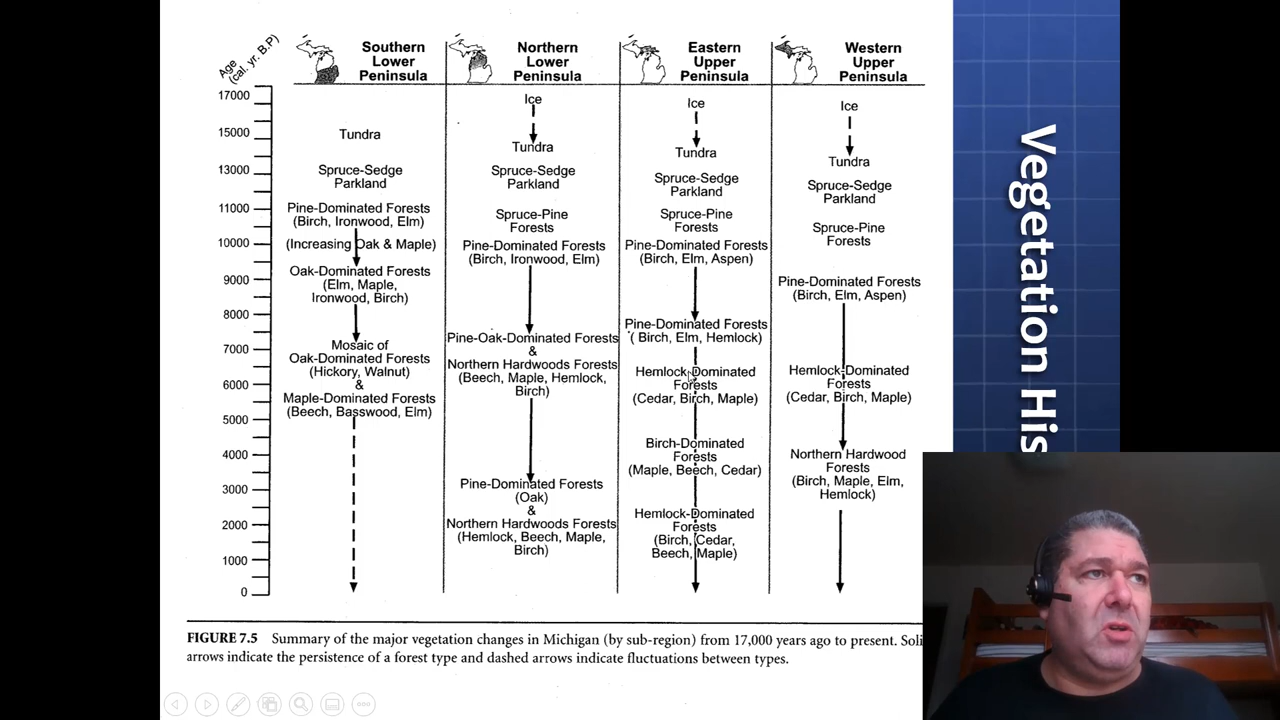 Age
(cal. yr. B.P)
Southern
Lower
Peninsula
Northern
Lower
Peninsula
Eastern
Upper
Peninsula
Western
Upper
Peninsula
17000
15000
13000
11000
10000
9000
8000
7000
6000
5000
4000
3000
2000
1000
0
Tundra
Spruce-Sedge
Parkland
Pine-Dominated Forests
(Birch, Ironwood, Elm)
(Increasing Oak & Maple)
Oak-Dominated Forests
(Elm, Maple,
Ironwood, Birch)
Mosaic of
Oak-Dominated Forests
(Hickory, Walnut)
&
Maple-Dominated Forests
(Beech, Basswood, Elm)
Ice
Tundra
Spruce-Sedge
Parkland
Spruce-Pine
Forests
Pine-Dominated Forests
(Birch, Ironwood, Elm)
Pine-Oak-Dominated Forests
&
Northern Hardwoods Forests
(Beech, Maple, Hemlock,
Birch)
Pine-Dominated Forests
(Oak)
&
Northern Hardwoods Forests
(Hemlock, Beech, Maple,
Birch)
Ice
Tundra
Spruce-Sedge
Parkland
Spruce-Pine
Forests
Pine-Dominated Forests
(Birch, Elm, Aspen)
Pine-Dominated Forests
( Birch, Elm, Hemlock)
Hemlock-Dominated
Forests
(Cedar, Birch, Maple)
Birch-Dominated
Forests
(Maple, Beech, Cedar)
Hemlock-Dominated
Forests
(Birch, Cedar,
Beech, Maple)
Ice
Tundra
Spruce-Sedge
Parkland
Spruce-Pine
Forests
Pine-Dominated Forests
(Birch, Elm, Aspen)
Hemlock-Dominated
Forests
(Cedar, Birch, Maple)
Northern Hardwood
Forests
(Birch, Maple, Elm,
Hemlock)
FIGURE 7.5 Summary of the major vegetation changes in Michigan (by sub-region) from 17,000 years ago to present. Soli
arrows indicate the persistence of a forest type and dashed arrows indicate fluctuations between types.
Vegetation His